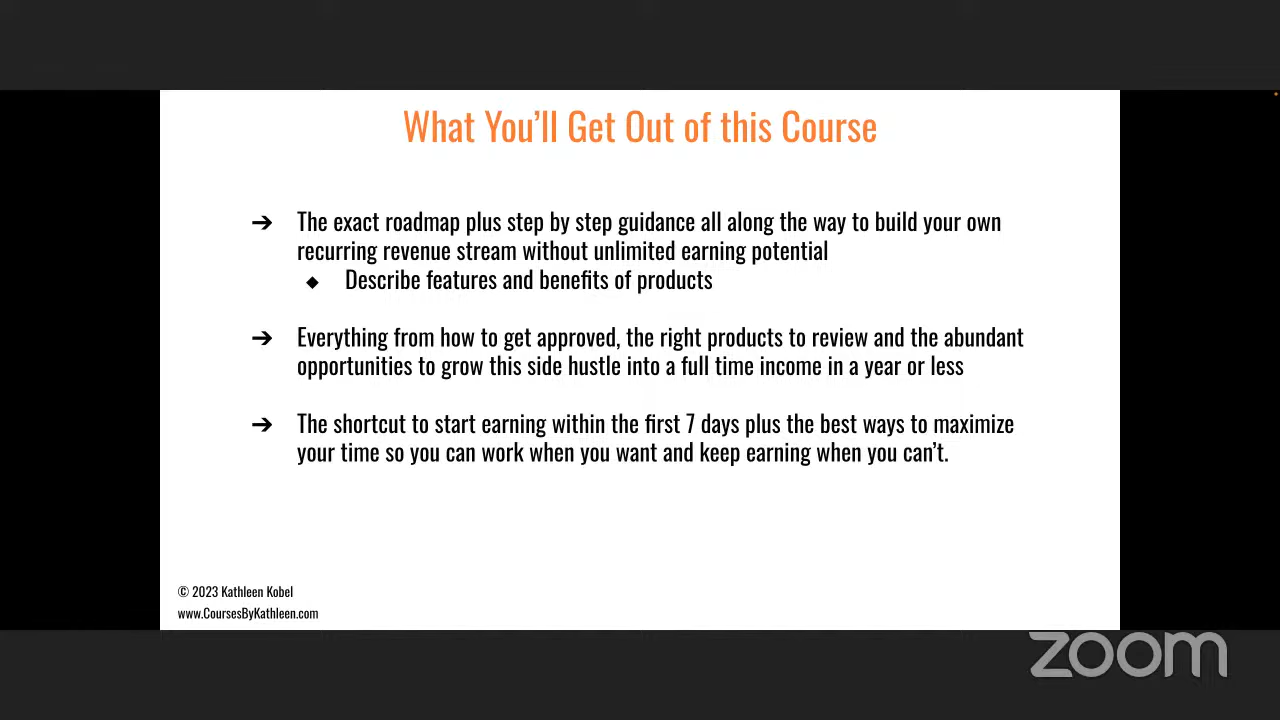 What You’ll Get Out of this Course
➔ The exact roadmap plus step by step guidance all along the way to build your own
recurring revenue stream without unlimited earning potential
◆ Describe features and benefits of products
➔ Everything from how to get approved, the right products to review and the abundant
opportunities to grow this side hustle into a full time income in a year or less
➔ The shortcut to start earning within the first 7 days plus the best ways to maximize
your time so you can work when you want and keep earning when you can’t.
© 2023 Kathleen Kobel
www.CoursesByKathleen.com
zoom